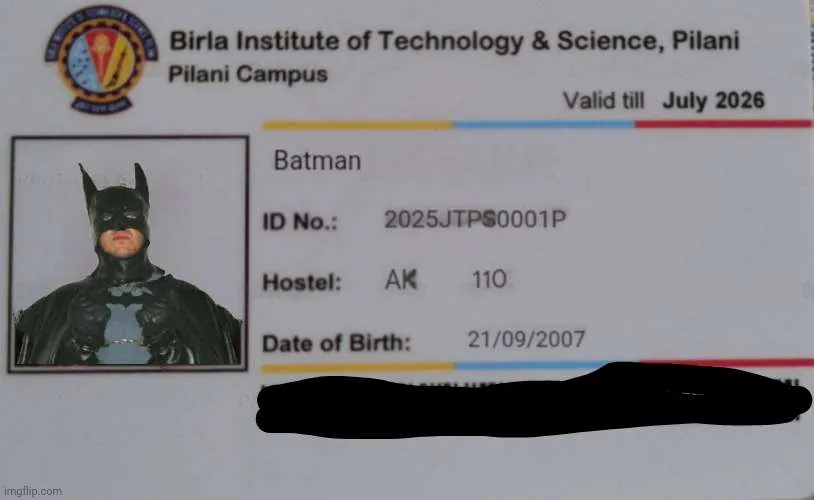 Birla Institute of Technology & Science, Pilani
Pilani Campus
Valid till July 2026
Batman
ID No.: 2025JTPS0001P
Hostel: AK 110
Date of Birth: 21/09/2007
imgflip.com